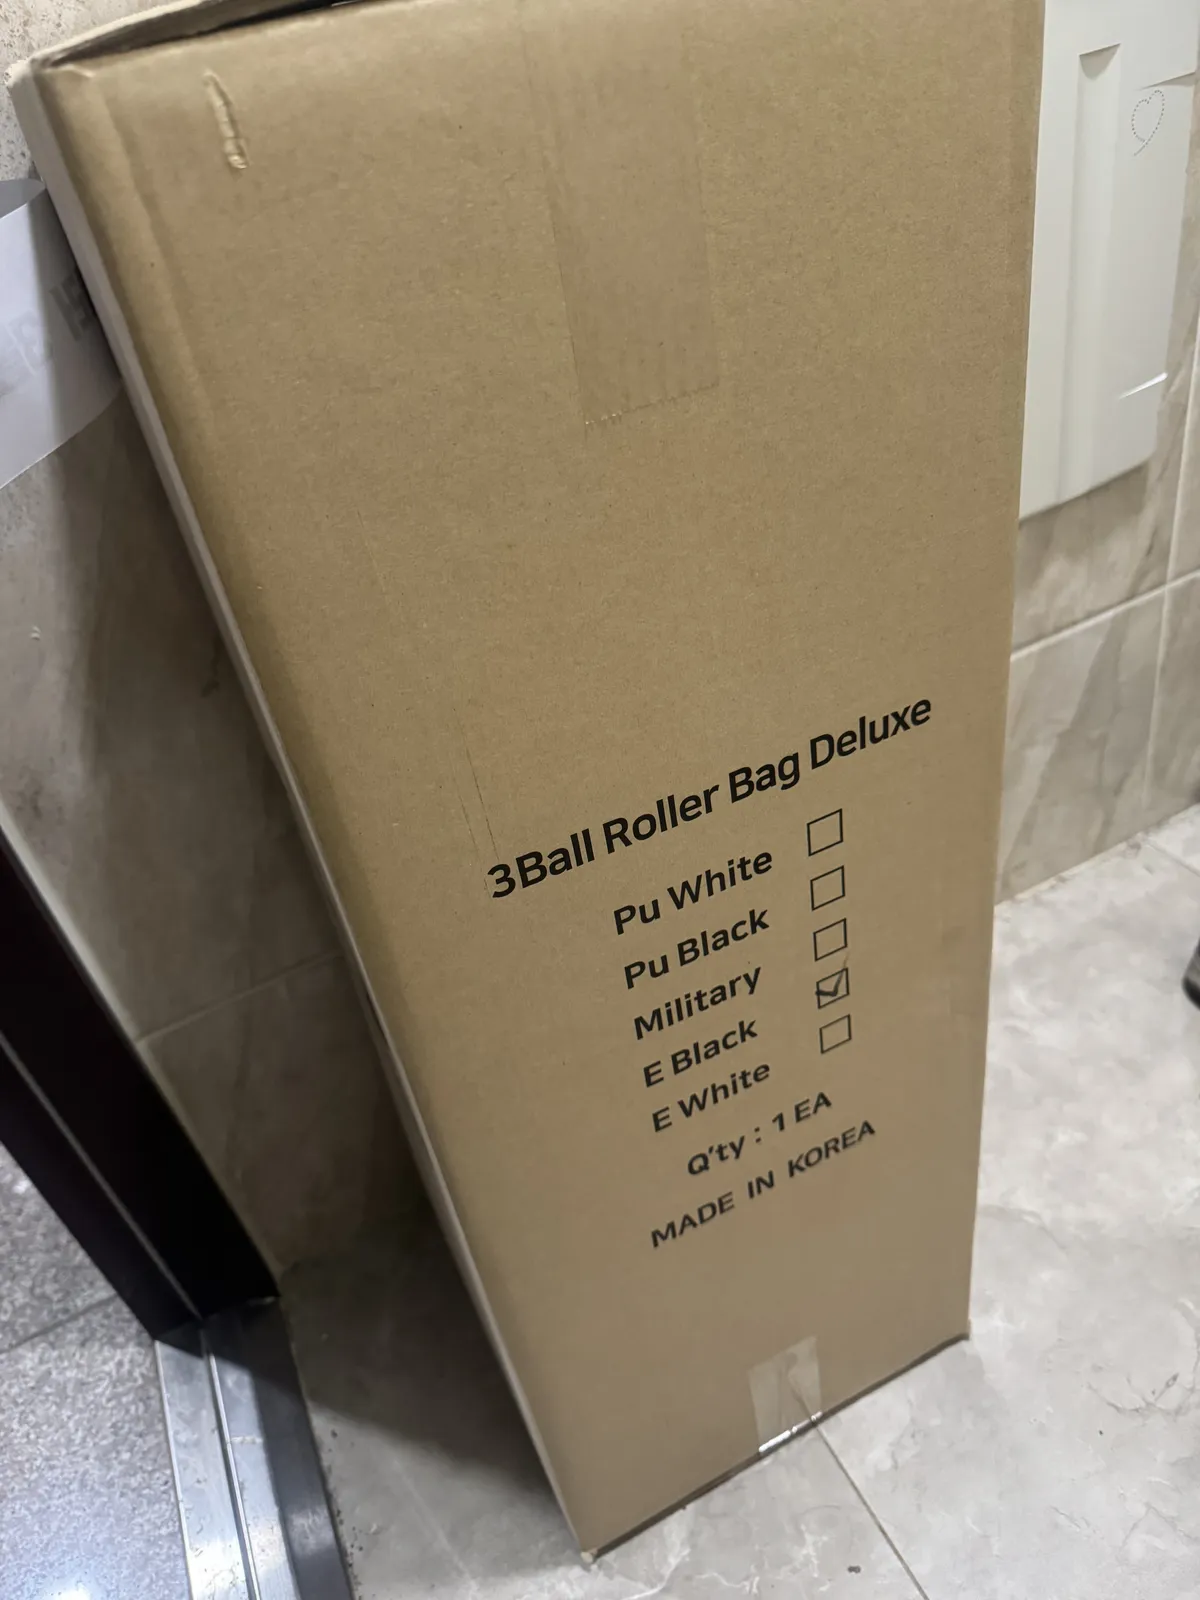 3Ball Roller Bag Deluxe
Pu White ☐
Pu Black ☐
Military ☐
E Black ☑
E White ☐
Q'ty : 1 EA
MADE IN KOREA